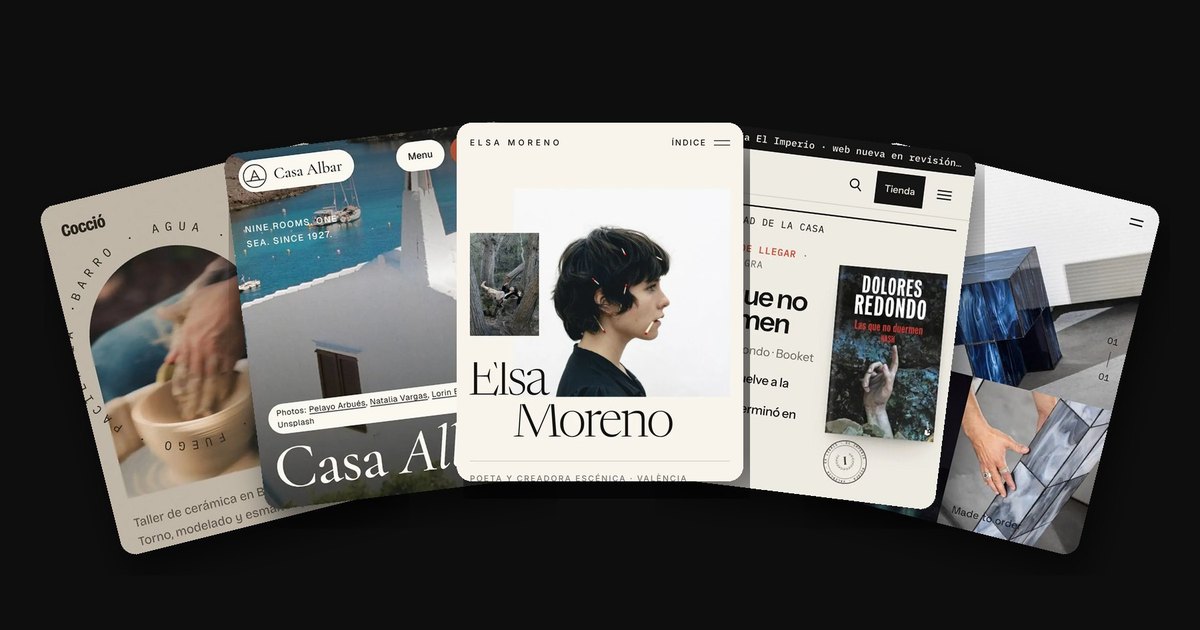 Cocció
BARRO · AGUA ·
PACIE
FUEGO
Taller de cerámica en B
Torno, modelado y esma
Casa Albar
Menu
NINE ROOMS. ONE
SEA. SINCE 1927.
Photos: Pelayo Arbués, Natalia Vargas, Lorin
Unsplash
Casa Al
ELSA MORENO
ÍNDICE
Elsa
Moreno
POETA Y CREADORA ESCÉNICA · VALÈNCIA
a El Imperio · web nueva en revisión…
Tienda
AD DE LA CASA
DE LLEGAR ·
GRA
ue no
men
ondo · Booket
uelve a la
erminó en
DOLORES
REDONDO
Las que no duermen
NASH
01
01
Made to order